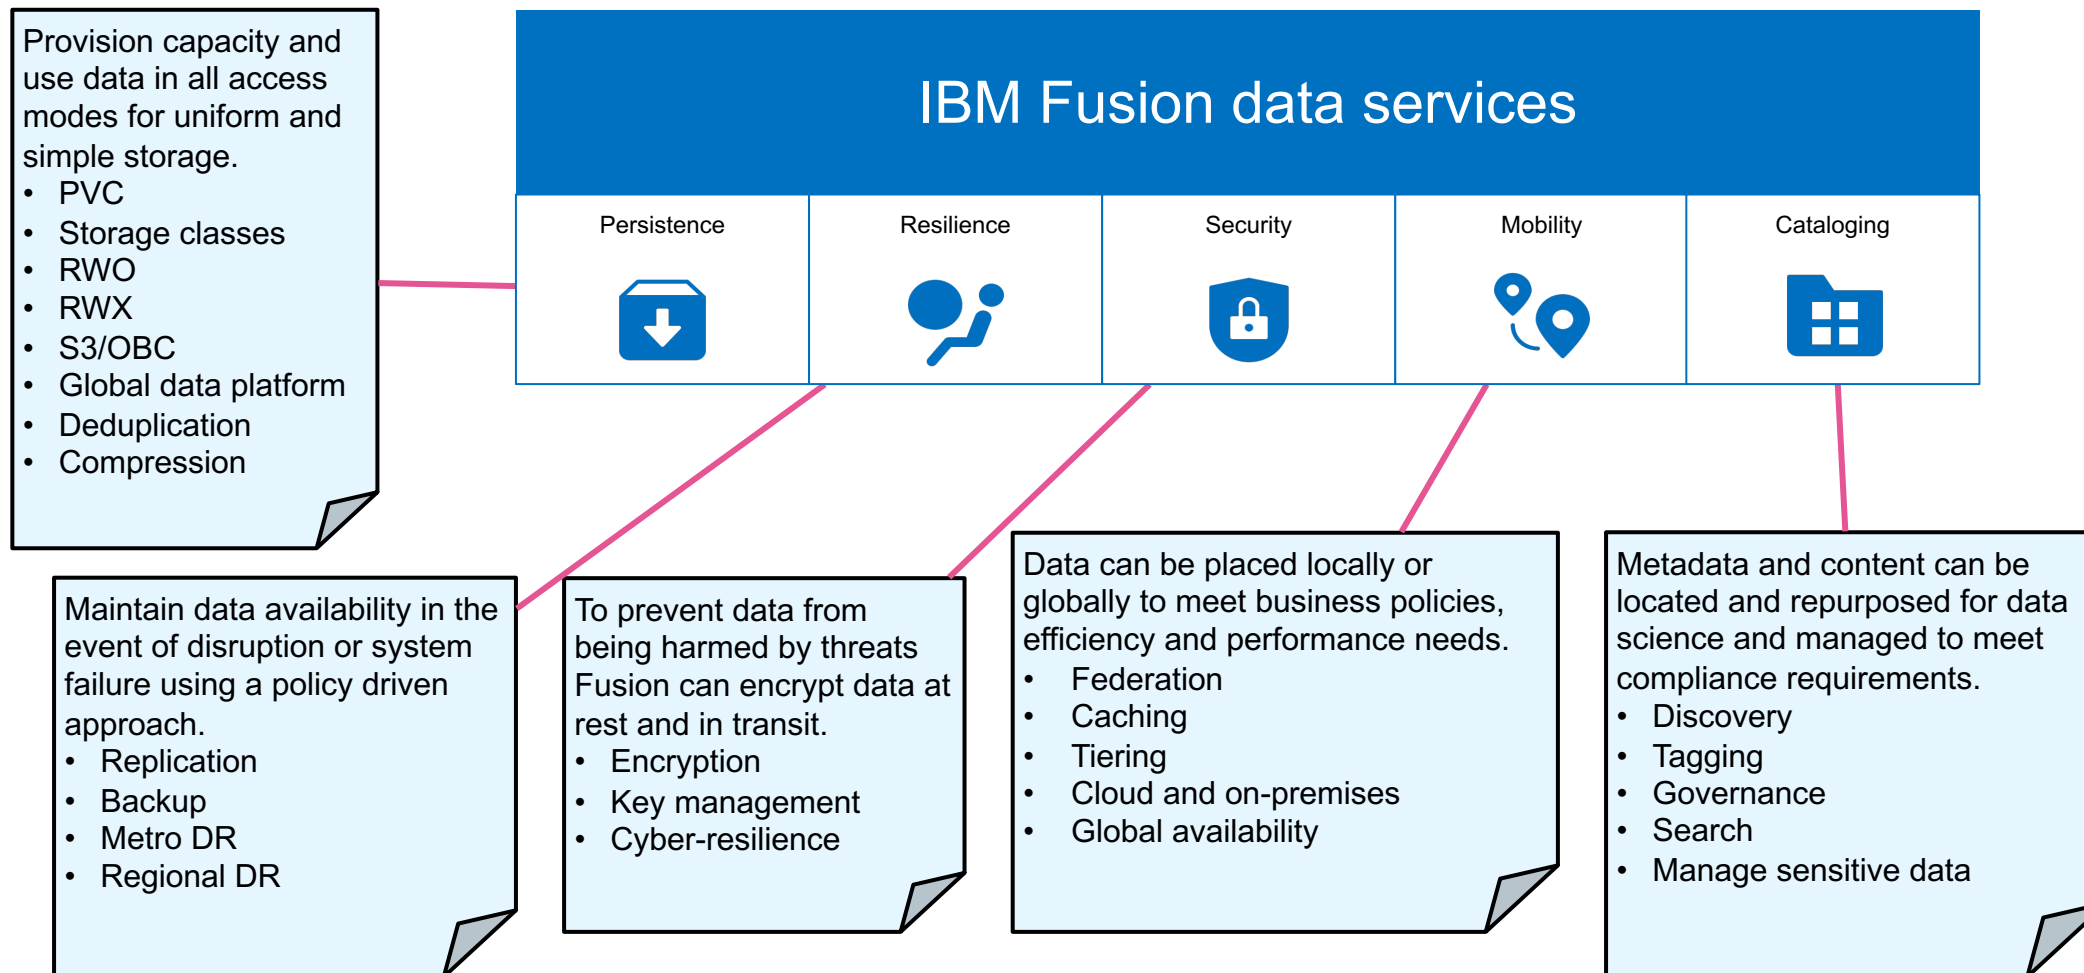 Provision capacity and
use data in all access
modes for uniform and
simple storage.
• PVC
• Storage classes
• RWO
• RWX
• S3/OBC
• Global data platform
• Deduplication
• Compression
IBM Fusion data services
Persistence
Resilience
Security
Mobility
Cataloging
Maintain data availability in the
event of disruption or system
failure using a policy driven
approach.
• Replication
• Backup
• Metro DR
• Regional DR
To prevent data from
being harmed by threats
Fusion can encrypt data at
rest and in transit.
• Encryption
• Key management
• Cyber-resilience
Data can be placed locally or
globally to meet business policies,
efficiency and performance needs.
• Federation
• Caching
• Tiering
• Cloud and on-premises
• Global availability
Metadata and content can be
located and repurposed for data
science and managed to meet
compliance requirements.
• Discovery
• Tagging
• Governance
• Search
• Manage sensitive data